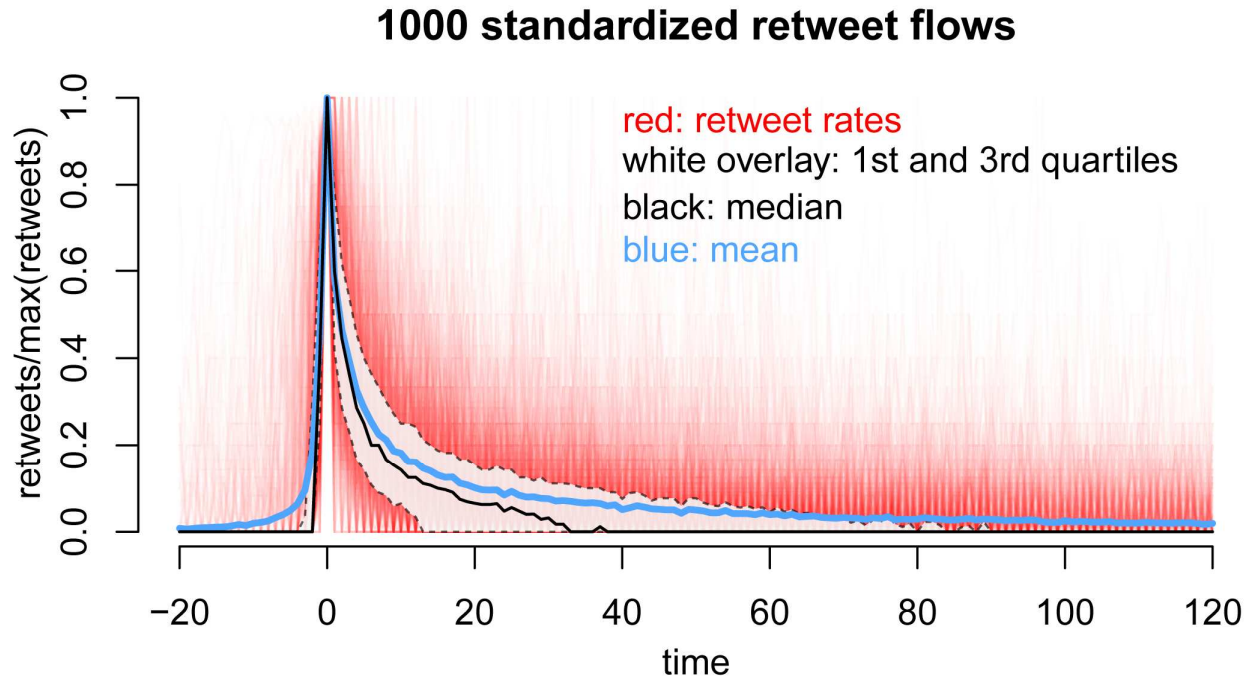 1000 standardized retweet flows
red: retweet rates
white overlay: 1st and 3rd quartiles
black: median
blue: mean
retweets/max(retweets)
1.0
0.8
0.6
0.4
0.2
0.0
−20 0 20 40 60 80 100 120
time